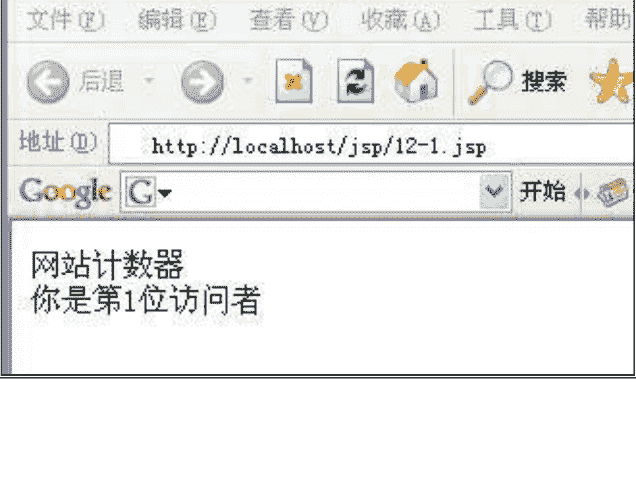 文件(F) 编辑(E) 查看(V) 收藏(A) 工具(T) 帮助
后退 搜索
地址(D) http://localhost/jsp/12-1.jsp
Google G 开始
网站计数器
你是第1位访问者